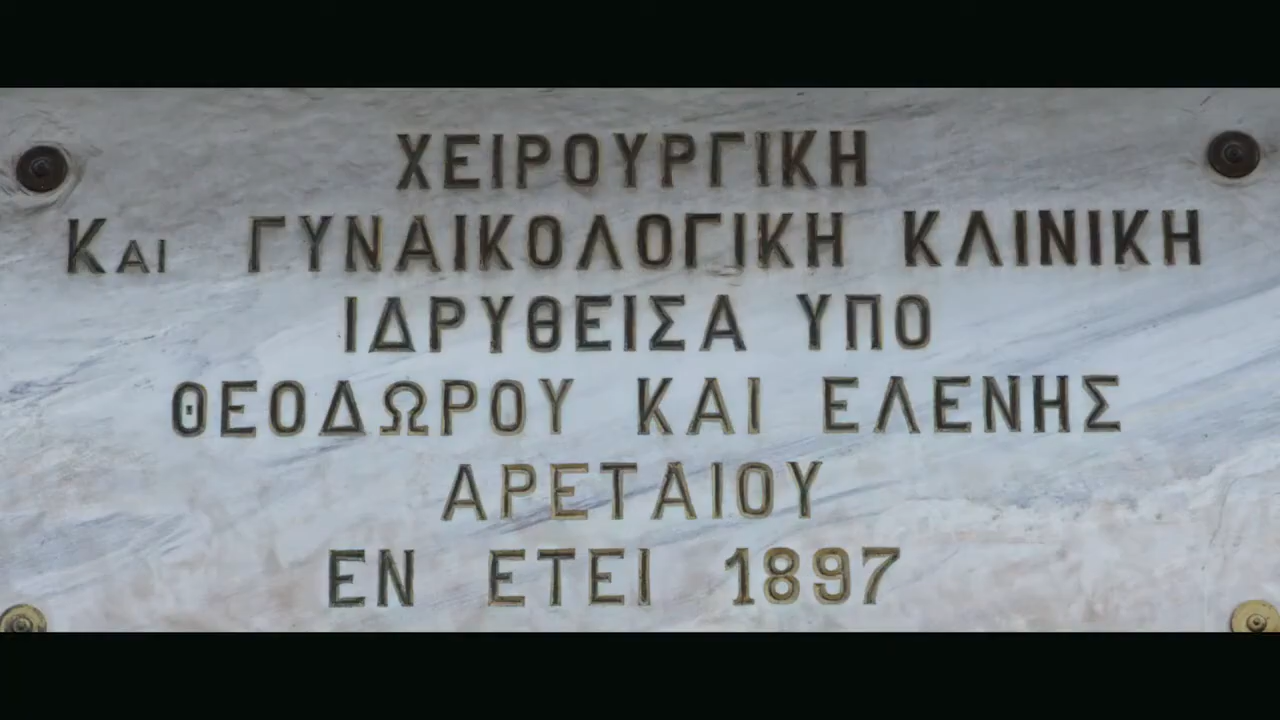 ΧΕΙΡΟΥΡΓΙΚΗ
Και ΓΥΝΑΙΚΟΛΟΓΙΚΗ ΚΛΙΝΙΚΗ
ΙΔΡΥΘΕΙΣΑ ΥΠΟ
ΘΕΟΔΩΡΟΥ ΚΑΙ ΕΛΕΝΗΣ
ΑΡΕΤΑΙΟΥ
ΕΝ ΕΤΕΙ 1897